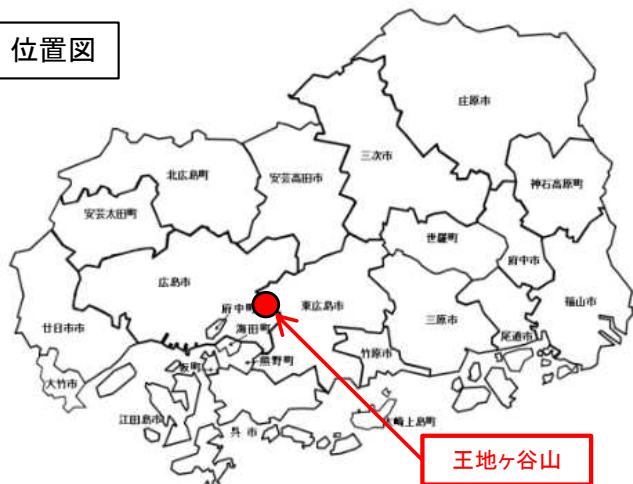 位置図
庄原市
三次市
北広島町
安芸高田市
神石高原町
安芸太田町
世羅町
府中市
広島市
府中町
東広島市
福山市
三原市
海田町
尾道市
廿日市市
竹原市
坂町
熊野町
大竹市
江田島市
呉市
崎上島町
王地ヶ谷山